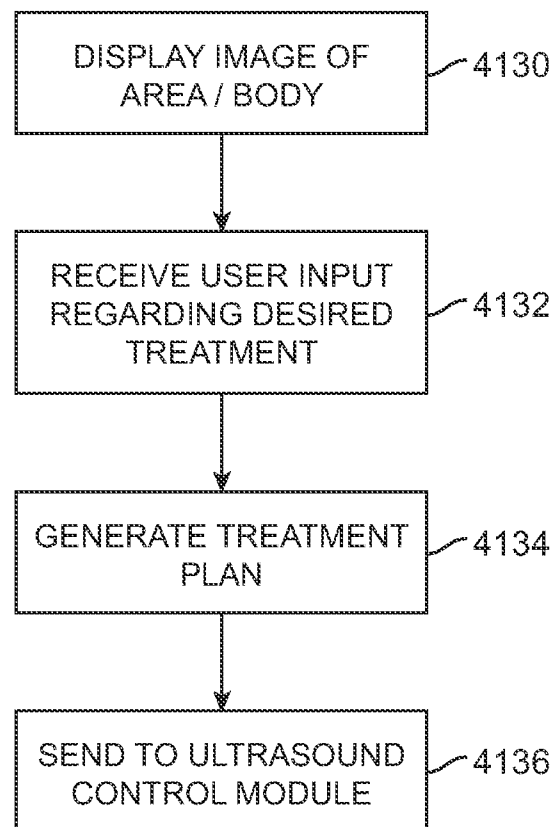 DISPLAY IMAGE OF
AREA / BODY
4130
RECEIVE USER INPUT
REGARDING DESIRED
TREATMENT
4132
GENERATE TREATMENT
PLAN
4134
SEND TO ULTRASOUND
CONTROL MODULE
4136